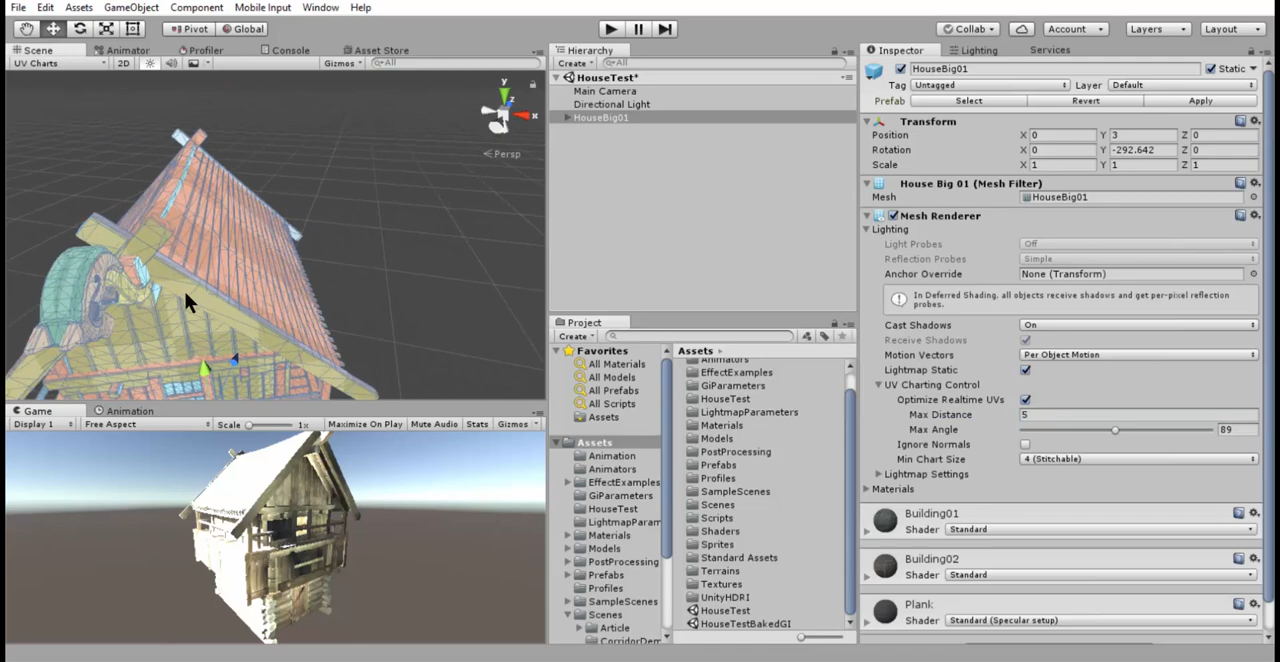 File Edit Assets GameObject Component Mobile Input Window Help
Pivot Global Collab Account Layers Layout
Scene Animator Profiler Console Asset Store
UV Charts 2D Gizmos All
y z x
Persp
Game Animation
Display 1 Free Aspect Scale 1x Maximize On Play Mute Audio Stats Gizmos
Hierarchy
Create All
HouseTest*
Main Camera
Directional Light
HouseBig01
Project
Create
Favorites
All Materials
All Models
All Prefabs
All Scripts
Assets
Assets
Animation
Animators
EffectExamples
GiParameters
HouseTest
LightmapParam
Materials
Models
PostProcessing
Prefabs
Profiles
SampleScenes
Scenes
Article
CorridorDem
Assets
Animators
EffectExamples
GiParameters
HouseTest
LightmapParameters
Materials
Models
PostProcessing
Prefabs
Profiles
SampleScenes
Scenes
Scripts
Shaders
Sprites
Standard Assets
Terrains
Textures
UnityHDRI
HouseTest
HouseTestBakedGI
Inspector Lighting Services
HouseBig01 Static
Tag Untagged Layer Default
Prefab Select Revert Apply
Transform
Position X 0 Y 3 Z 0
Rotation X 0 Y -292.642 Z 0
Scale X 1 Y 1 Z 1
House Big 01 (Mesh Filter)
Mesh HouseBig01
Mesh Renderer
Lighting
Light Probes Off
Reflection Probes Simple
Anchor Override None (Transform)
In Deferred Shading, all objects receive shadows and get per-pixel reflection
probes.
Cast Shadows On
Receive Shadows
Motion Vectors Per Object Motion
Lightmap Static
UV Charting Control
Optimize Realtime UVs
Max Distance 5
Max Angle 89
Ignore Normals
Min Chart Size 4 (Stitchable)
Lightmap Settings
Materials
Building01
Shader Standard
Building02
Shader Standard
Plank
Shader Standard (Specular setup)